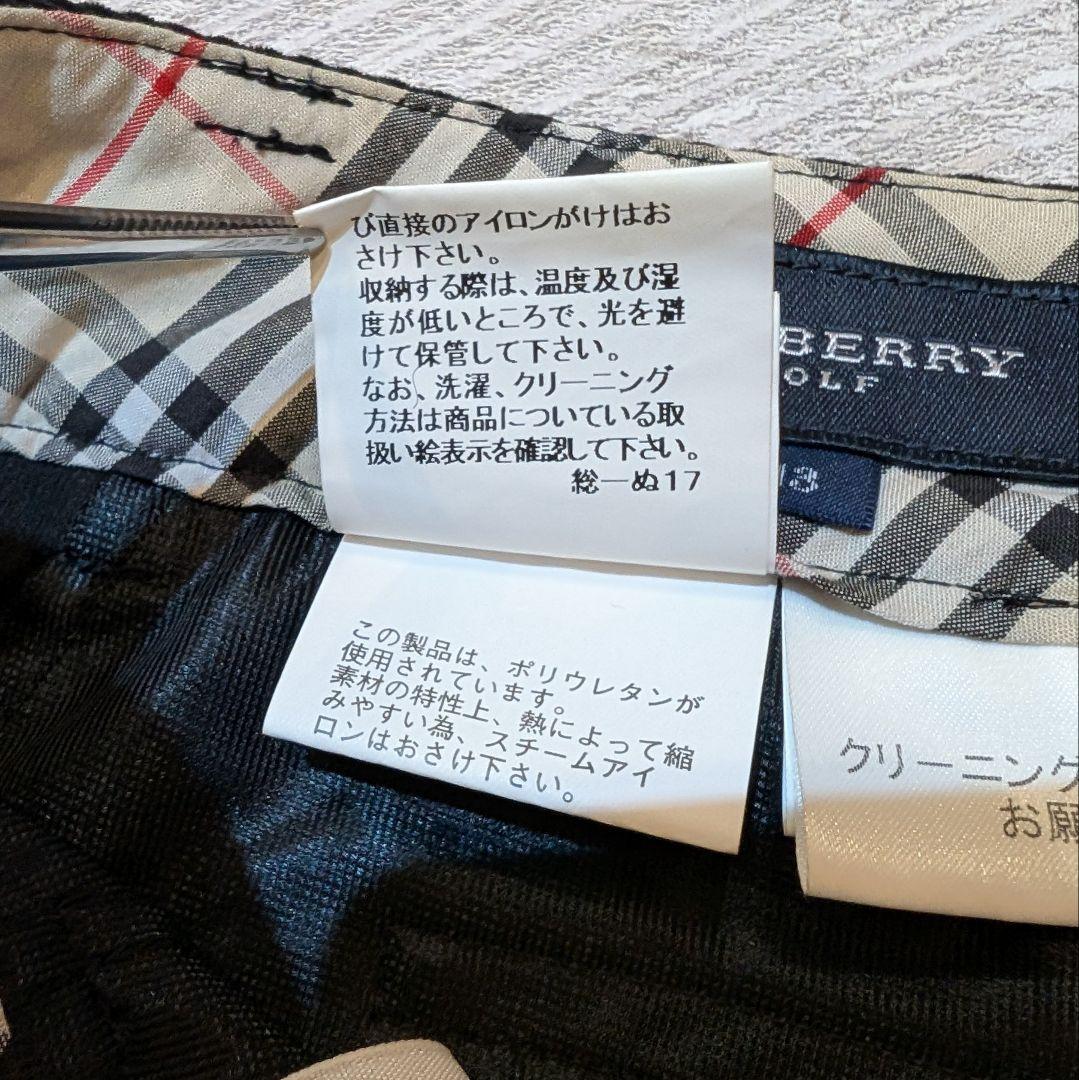 び直接のアイロンがけはお
さけ下さい。
収納する際は、温度及び湿
度が低いところで、光を避
けて保管して下さい。
なお、洗濯、クリーニング
方法は商品についている取
扱い絵表示を確認して下さい。
総一ぬ17
BERRY
OLF
13
この製品は、ポリウレタンが
使用されています。
素材の特性上、熱によって縮
みやすい為、スチームアイ
ロンはおさけ下さい。
クリーニング
お願